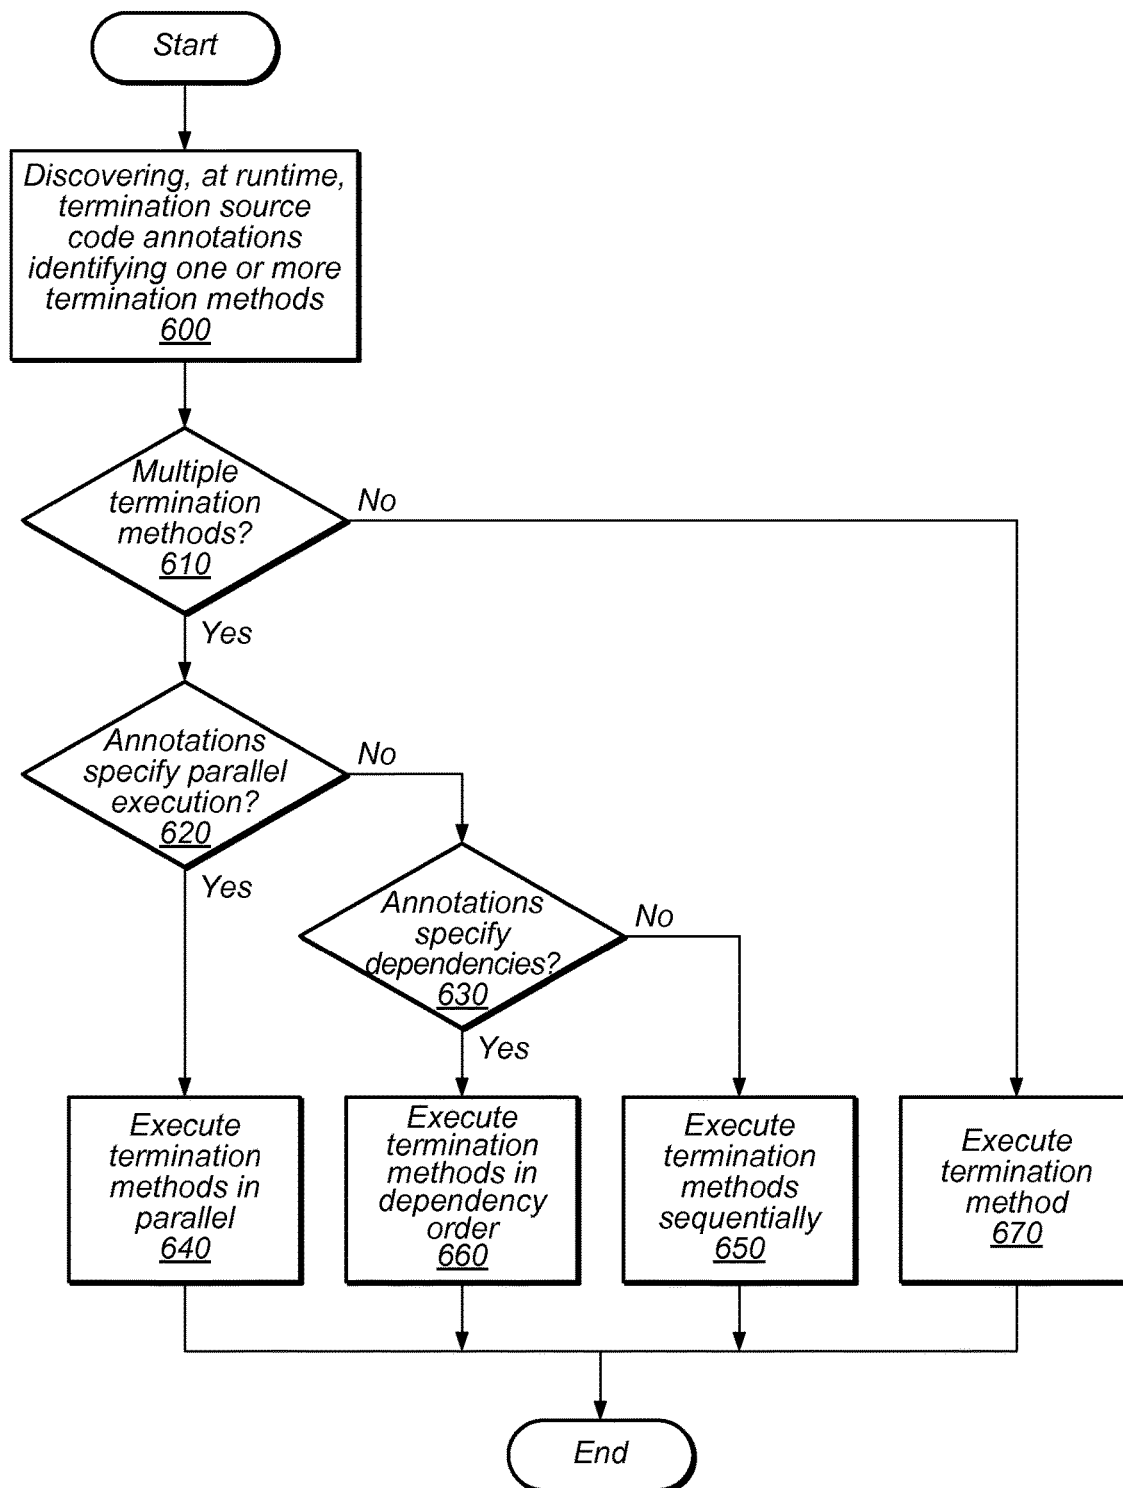 Start
Discovering, at runtime,
termination source
code annotations
identifying one or more
termination methods
600
Multiple
termination
methods?
610
No
Yes
Annotations
specify parallel
execution?
620
No
Yes
Annotations
specify
dependencies?
630
No
Yes
Execute
termination
methods in
parallel
640
Execute
termination
methods in
dependency
order
660
Execute
termination
methods
sequentially
650
Execute
termination
method
670
End